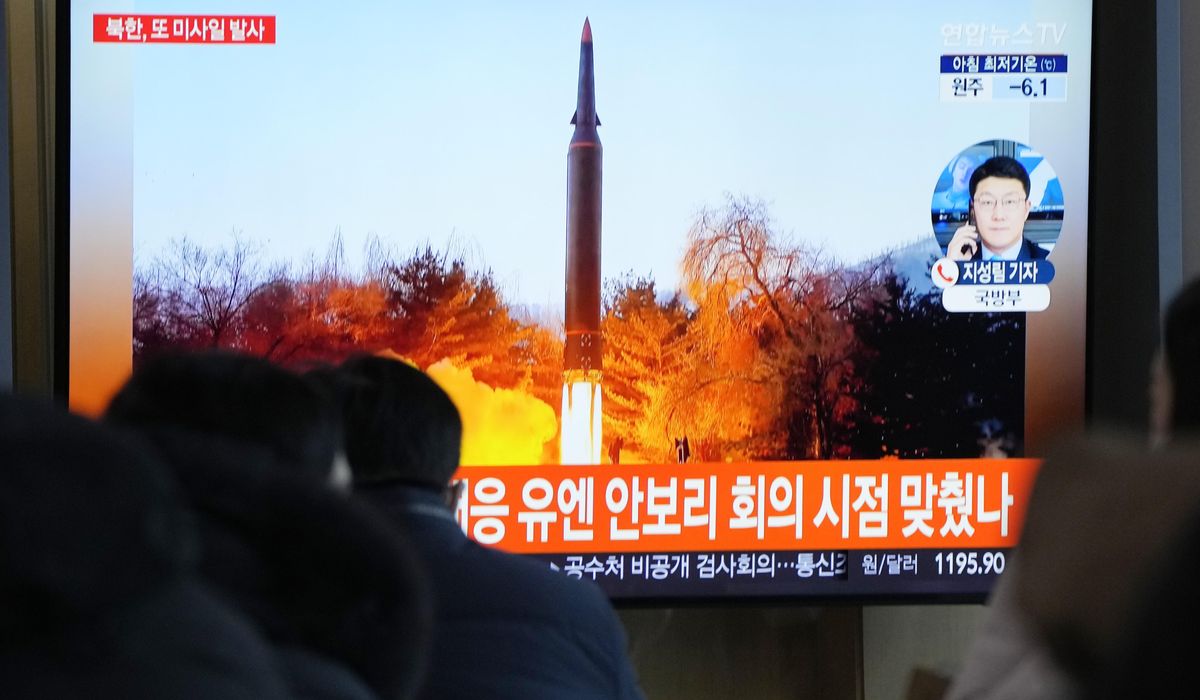 북한, 또 미사일 발사
연합뉴스TV
아침 최저기온 (℃)
원주 -6.1
지성림 기자
국방부
응 유엔 안보리 회의 시점 맞췄나
공수처 비공개 검사회의…통신 원/달러 1195.90